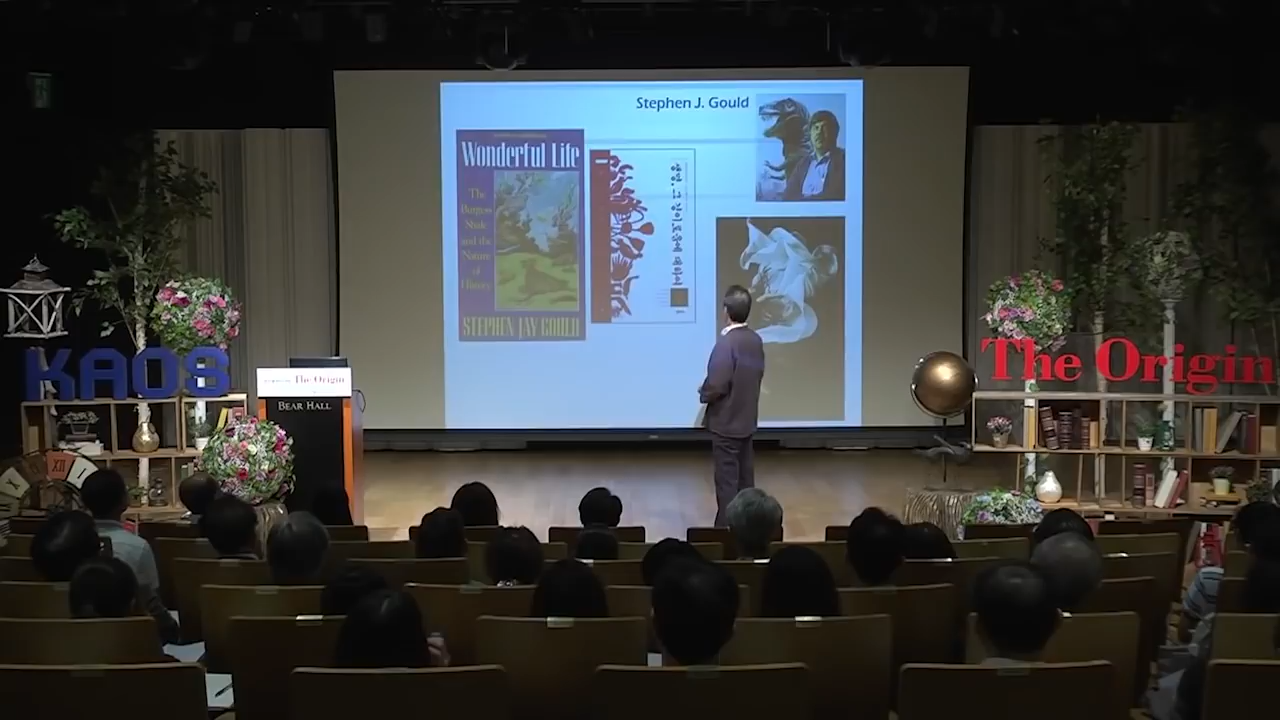 Stephen J. Gould
Wonderful Life
The
Burgess
Shale
and the
Nature
of
History
STEPHEN JAY GOULD
KAOS
The Origin
BEAR HALL
The Origin
XII
I
X